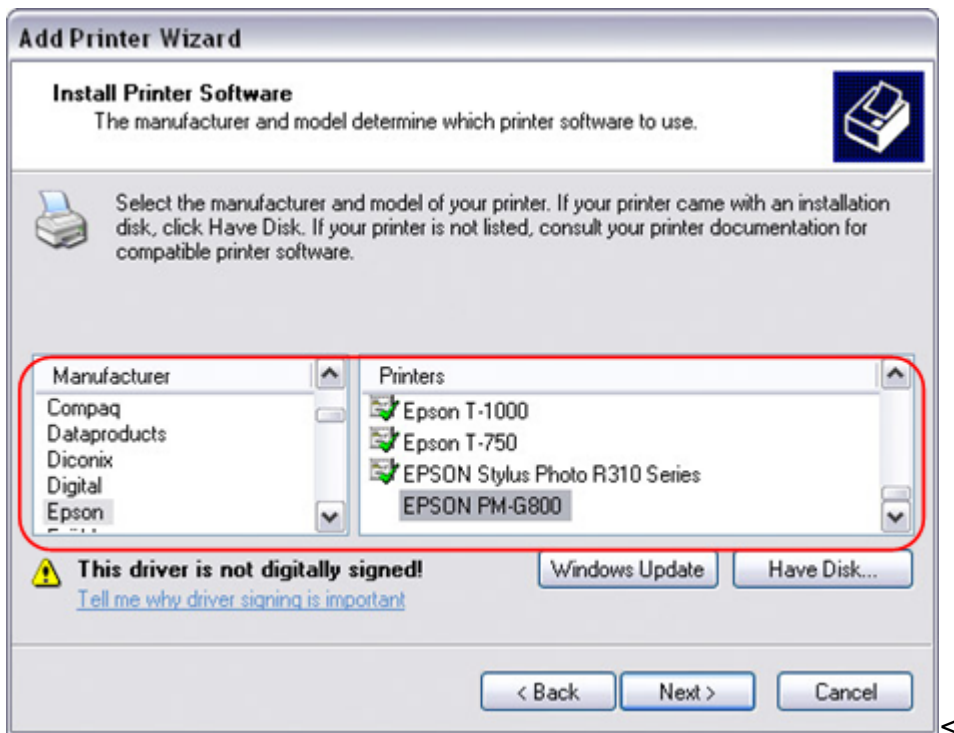 Add Printer Wizard
Install Printer Software
The manufacturer and model determine which printer software to use.
Select the manufacturer and model of your printer. If your printer came with an installation
disk, click Have Disk. If your printer is not listed, consult your printer documentation for
compatible printer software.
Manufacturer
Compaq
Dataproducts
Diconix
Digital
Epson
Printers
Epson T-1000
Epson T-750
EPSON Stylus Photo R310 Series
EPSON PM-G800
This driver is not digitally signed!
Tell me why driver signing is important
Windows Update
Have Disk...
< Back
Next >
Cancel
<